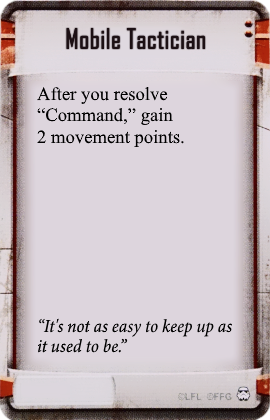 Mobile Tactician
After you resolve
“Command,” gain
2 movement points.
“It's not as easy to keep up as
it used to be.”
©LFL ©FFG